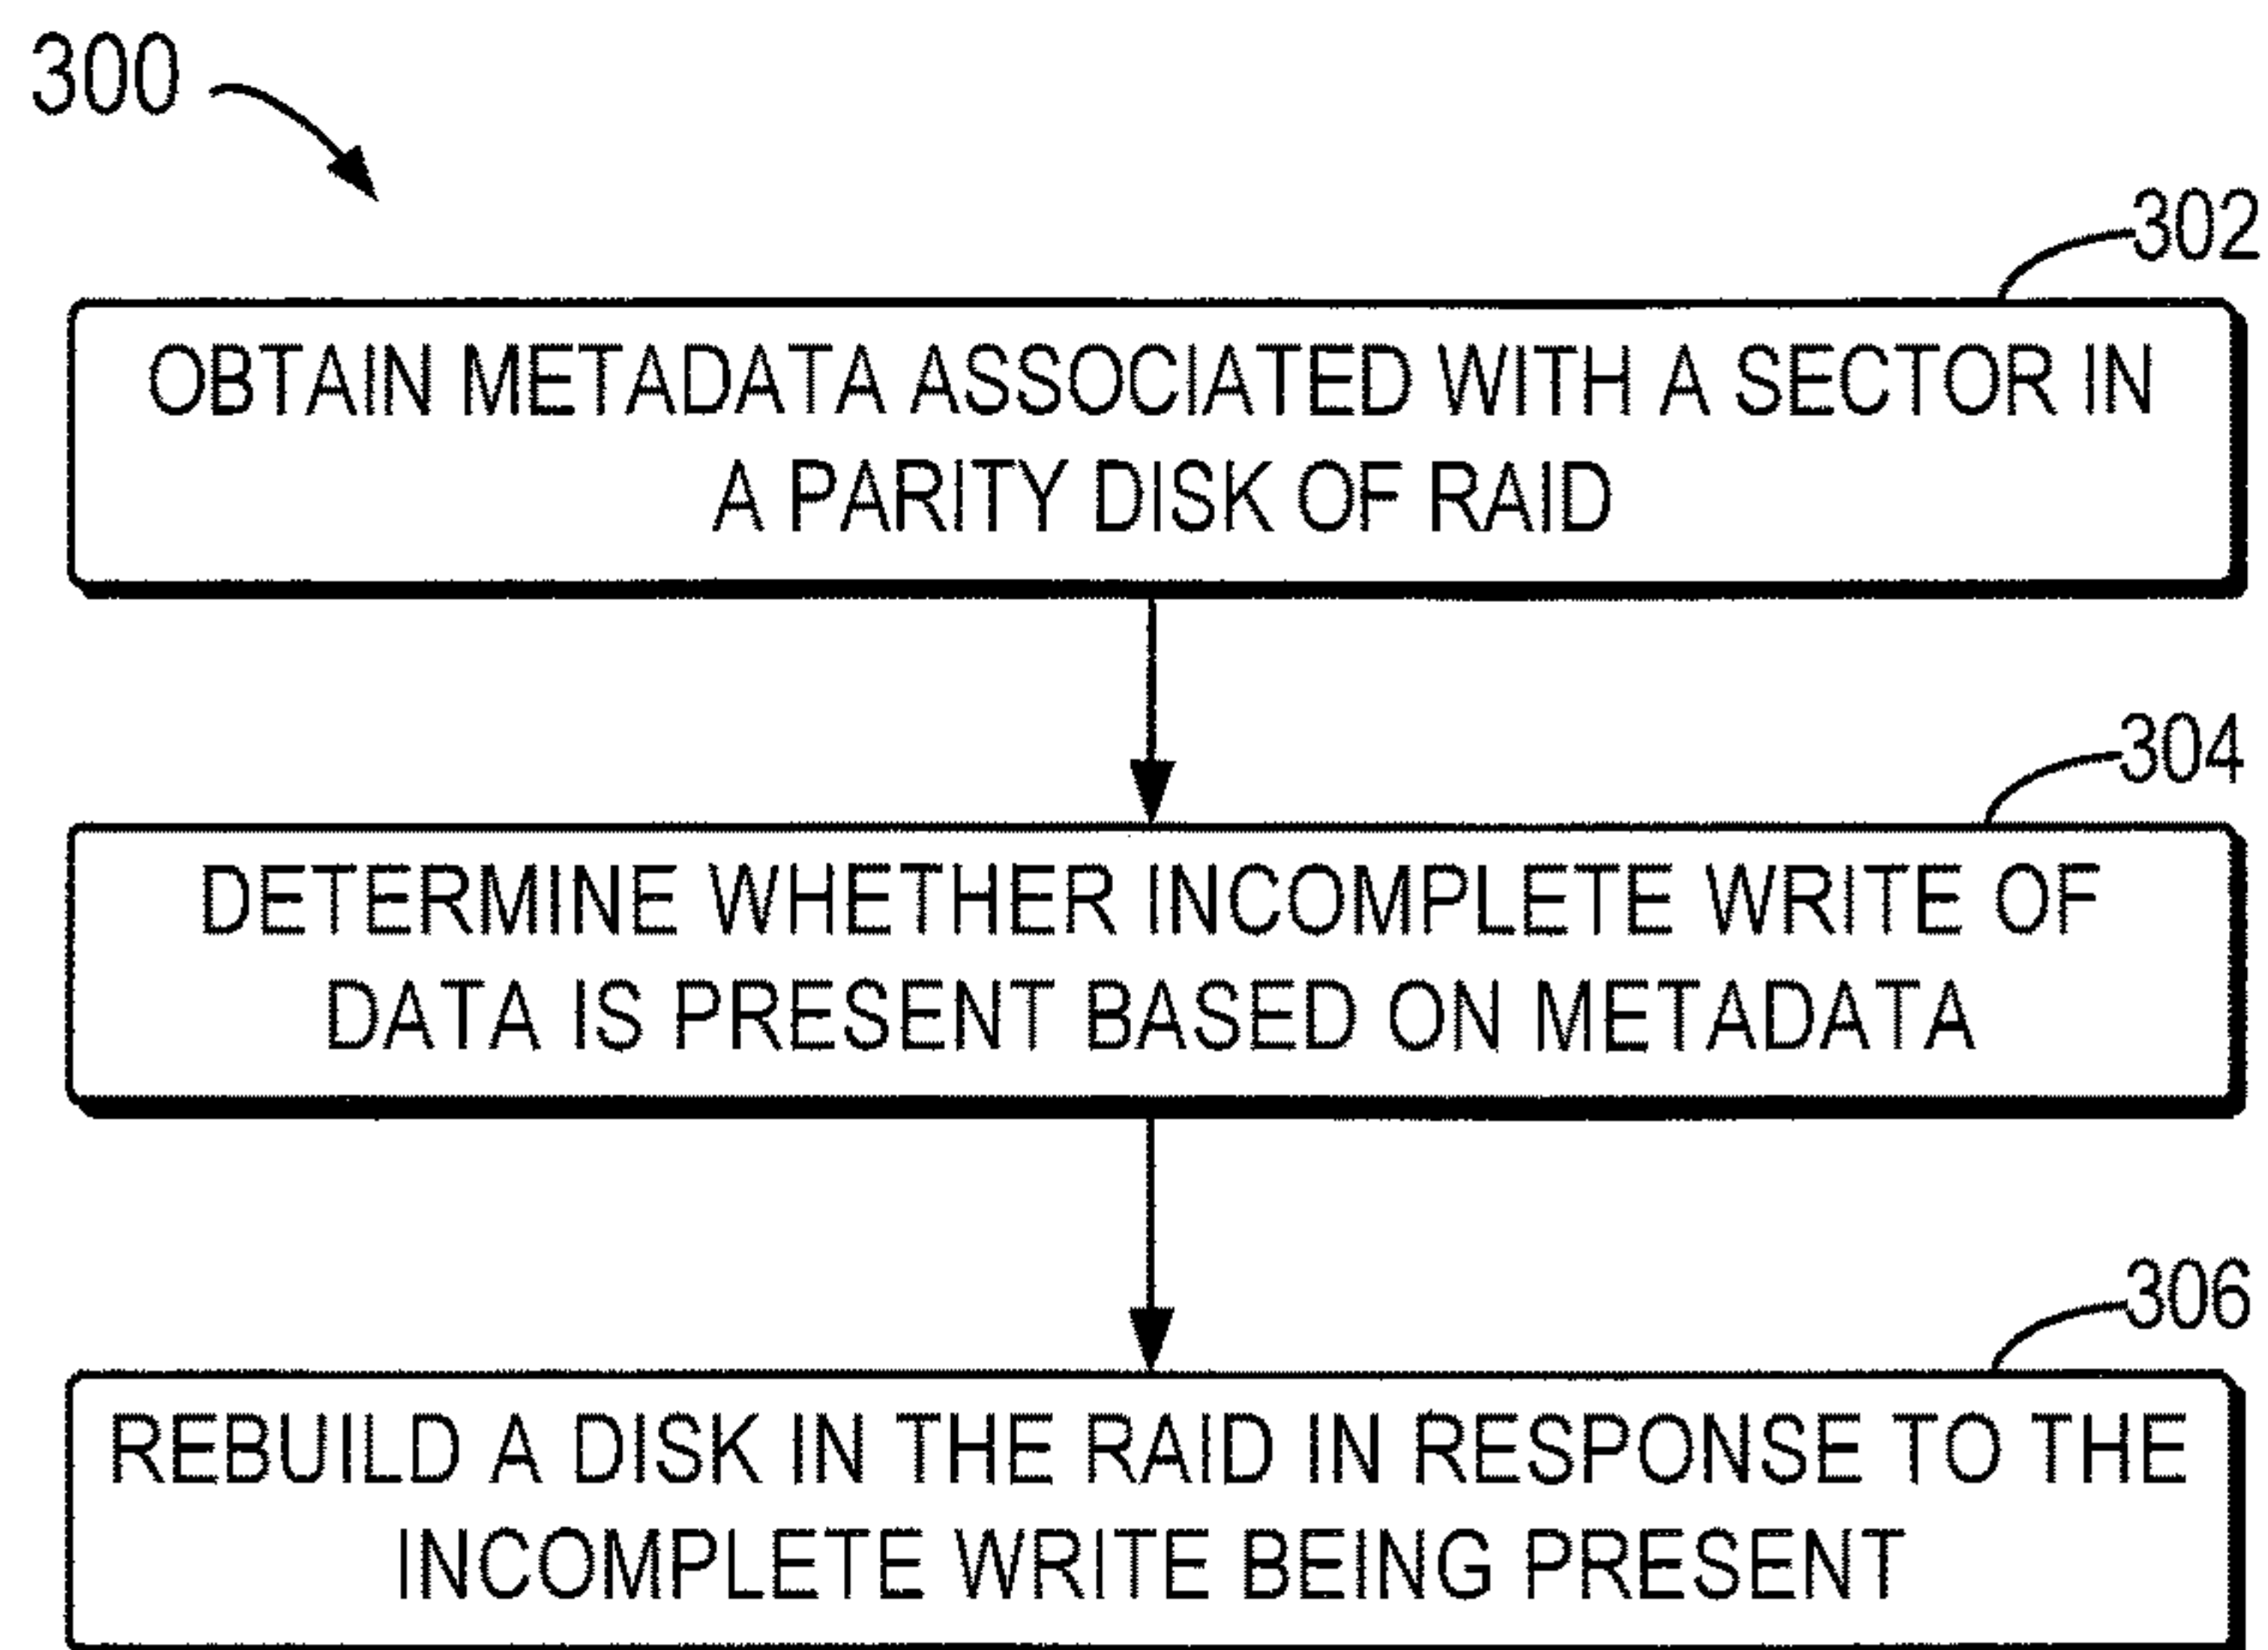 300
302
OBTAIN METADATA ASSOCIATED WITH A SECTOR IN
A PARITY DISK OF RAID
304
DETERMINE WHETHER INCOMPLETE WRITE OF
DATA IS PRESENT BASED ON METADATA
306
REBUILD A DISK IN THE RAID IN RESPONSE TO THE
INCOMPLETE WRITE BEING PRESENT